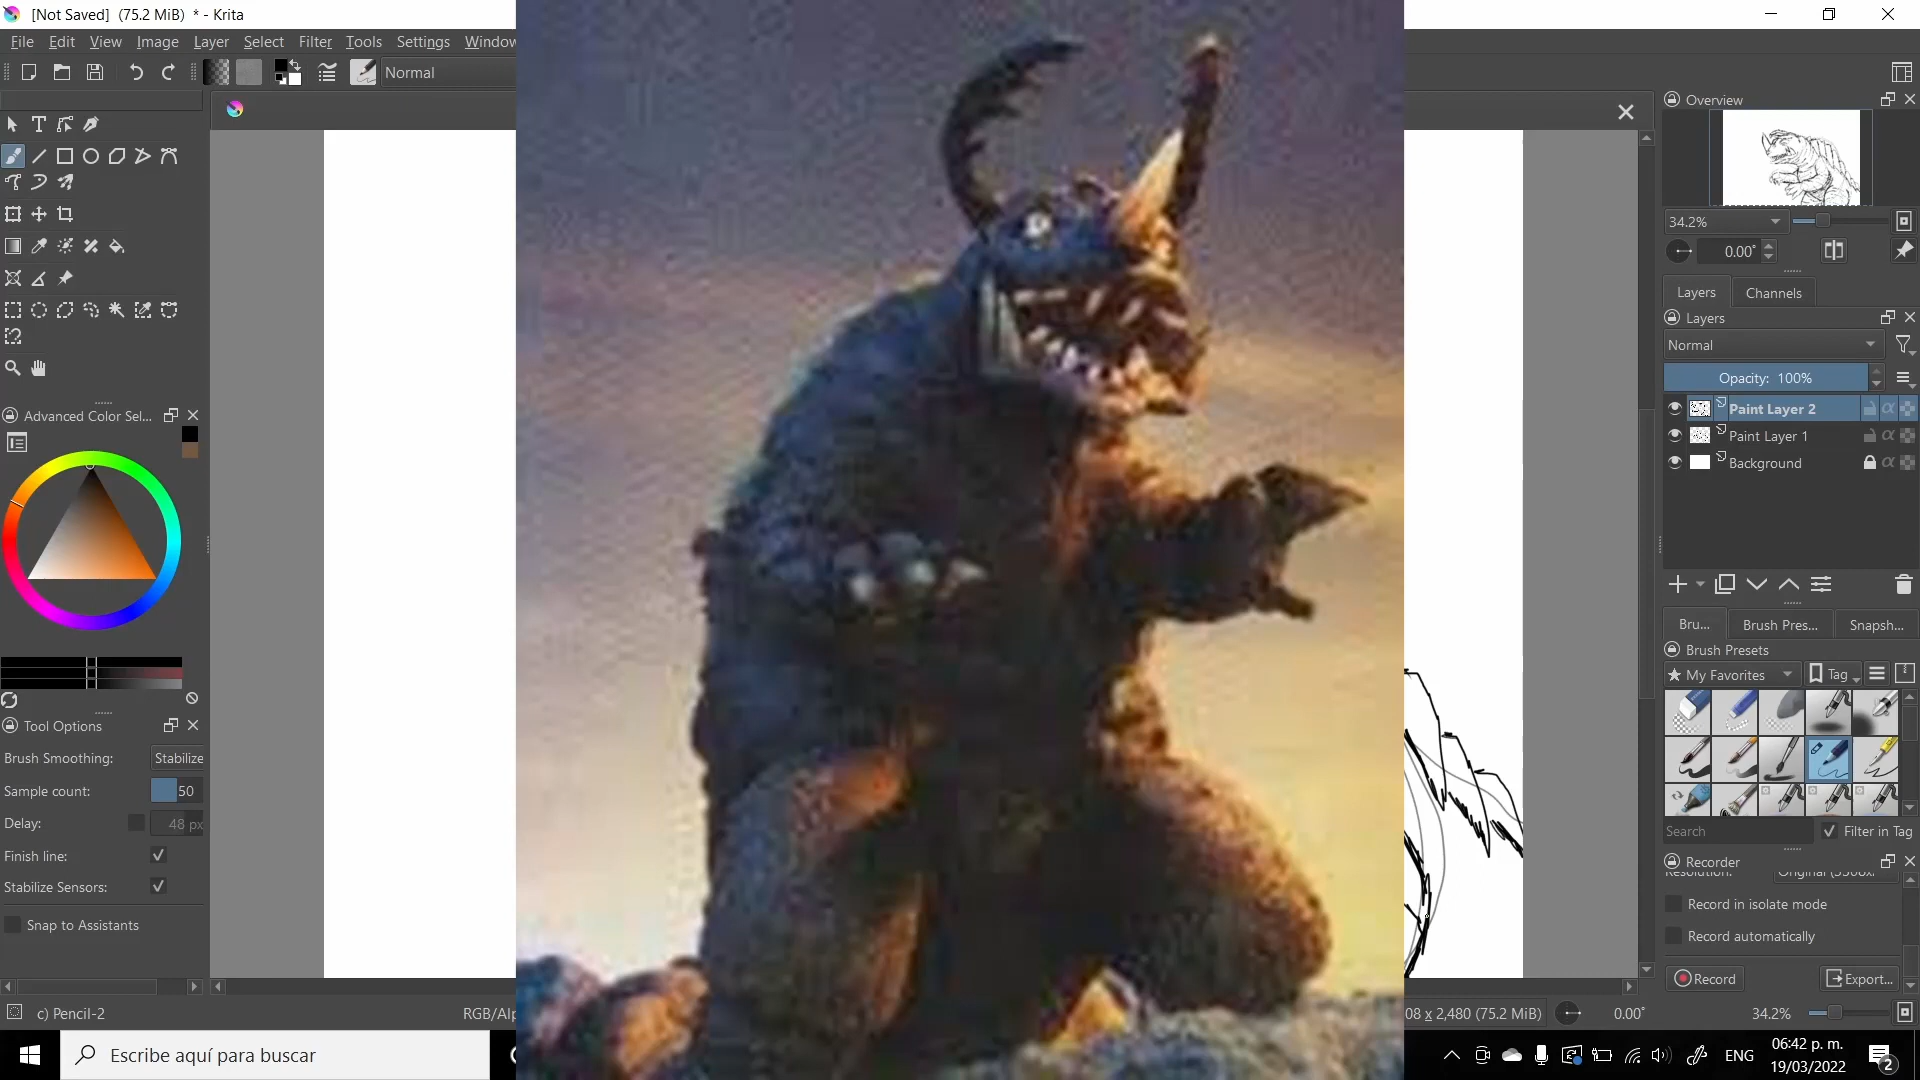 [Not Saved] (75.2 MiB) * - Krita
File Edit View Image Layer Select Filter Tools Settings Window
Normal
Overview
34.2%
0.00°
Layers Channels
Layers
Normal
Opacity: 100%
Paint Layer 2
Paint Layer 1
Background
Bru... Brush Pres... Snapsh...
Brush Presets
My Favorites Tag
Search Filter in Tag
Recorder
Record in isolate mode
Record automatically
Record Export...
Advanced Color Sel...
Tool Options
Brush Smoothing: Stabilize
Sample count: 50
Delay: 48 px
Finish line:
Stabilize Sensors:
Snap to Assistants
c) Pencil-2
RGB/Alp
08 x 2,480 (75.2 MiB)
0.00°
34.2%
Escribe aquí para buscar
ENG
06:42 p. m.
19/03/2022
2